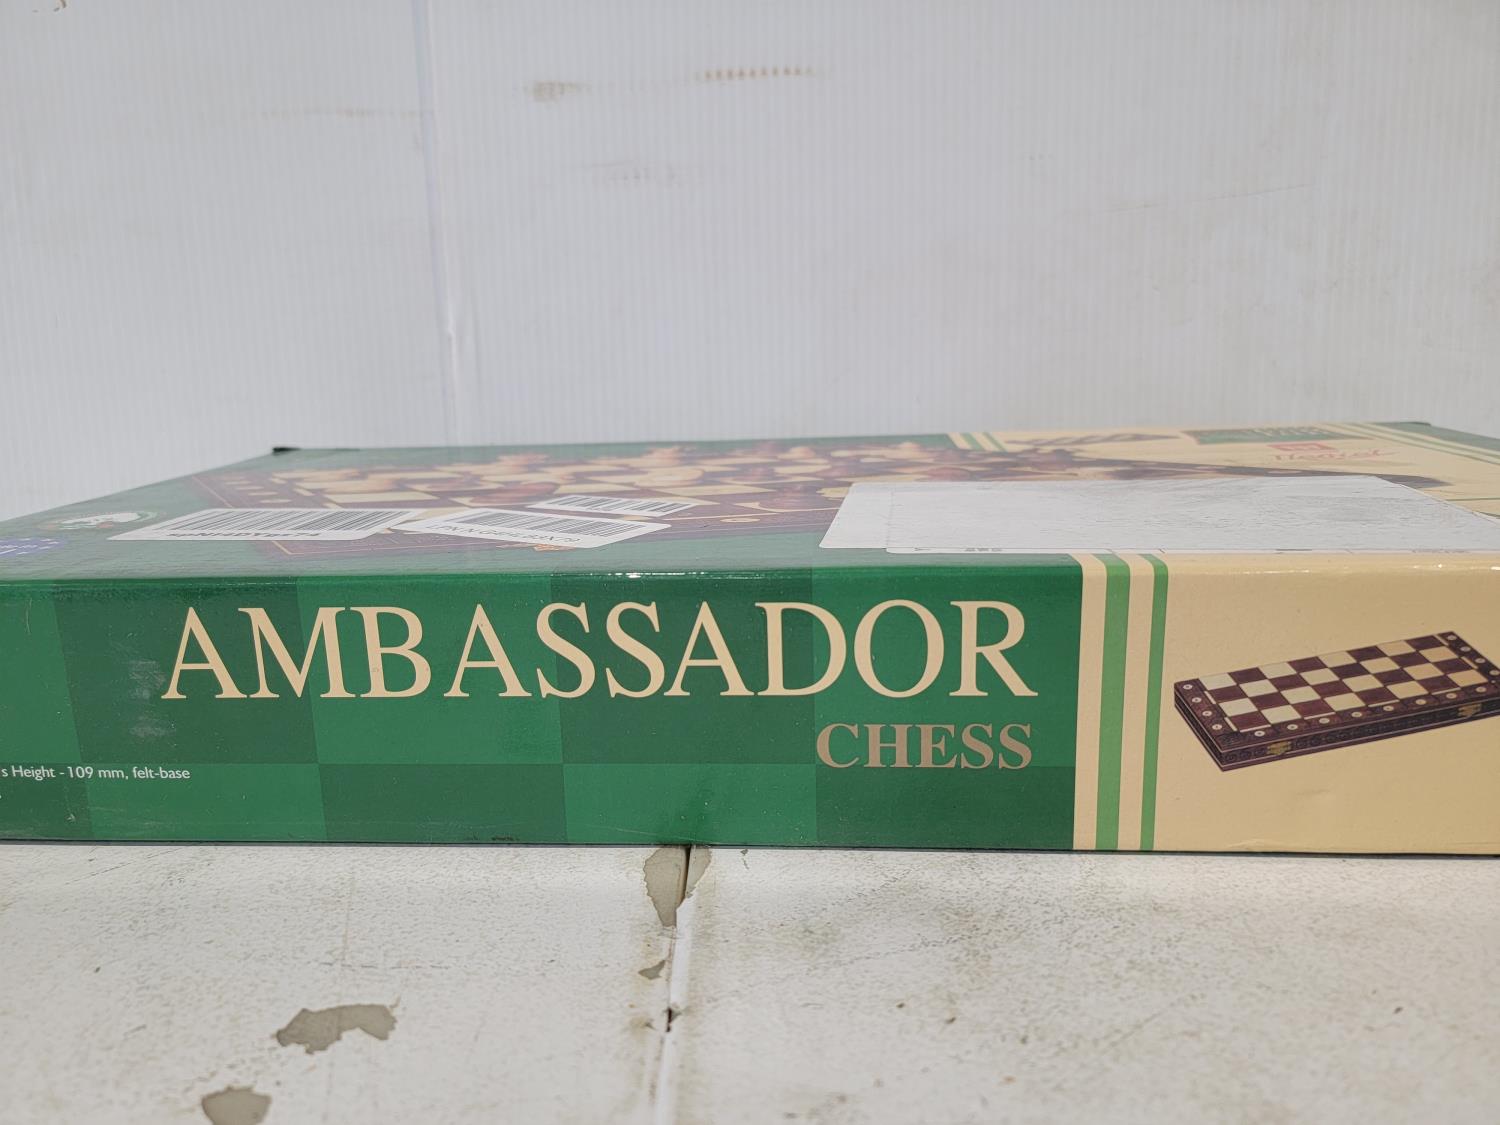 AMBASSADOR
CHESS
s Height - 109 mm, felt-base